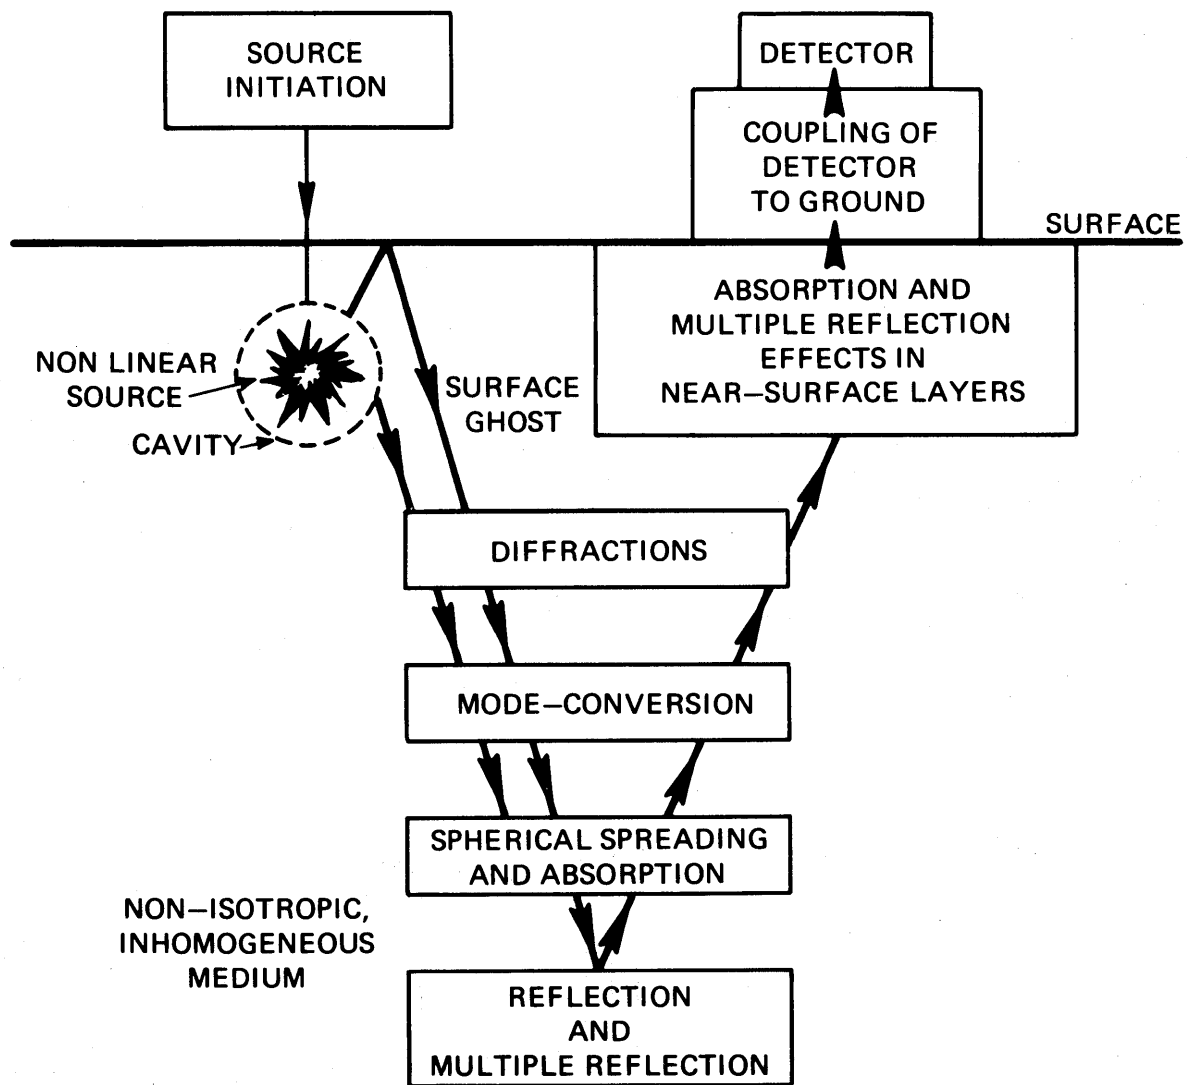 SOURCE
INITIATION
DETECTOR
COUPLING OF
DETECTOR
TO GROUND
SURFACE
ABSORPTION AND
MULTIPLE REFLECTION
EFFECTS IN
NEAR–SURFACE LAYERS
NON LINEAR
SOURCE
CAVITY
SURFACE
GHOST
DIFFRACTIONS
MODE–CONVERSION
SPHERICAL SPREADING
AND ABSORPTION
NON–ISOTROPIC,
INHOMOGENEOUS
MEDIUM
REFLECTION
AND
MULTIPLE REFLECTION